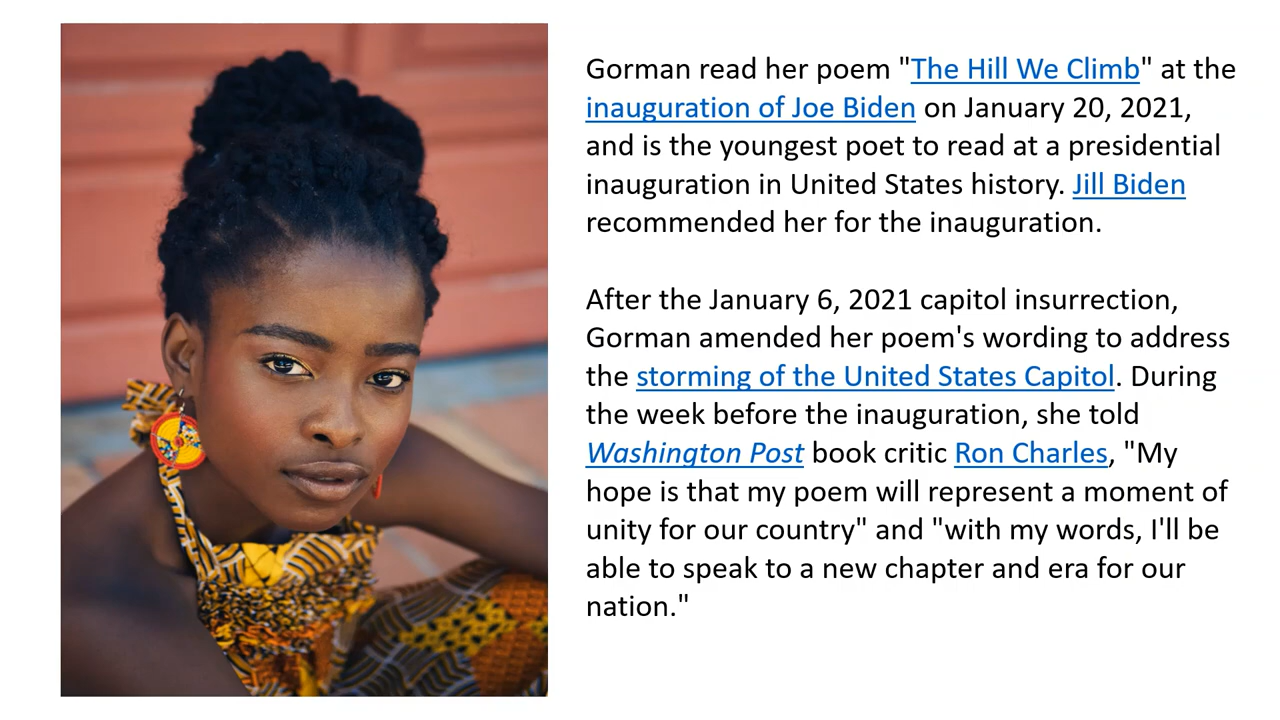 Gorman read her poem "The Hill We Climb" at the
inauguration of Joe Biden on January 20, 2021,
and is the youngest poet to read at a presidential
inauguration in United States history. Jill Biden
recommended her for the inauguration.
After the January 6, 2021 capitol insurrection,
Gorman amended her poem's wording to address
the storming of the United States Capitol. During
the week before the inauguration, she told
Washington Post book critic Ron Charles, "My
hope is that my poem will represent a moment of
unity for our country" and "with my words, I'll be
able to speak to a new chapter and era for our
nation."